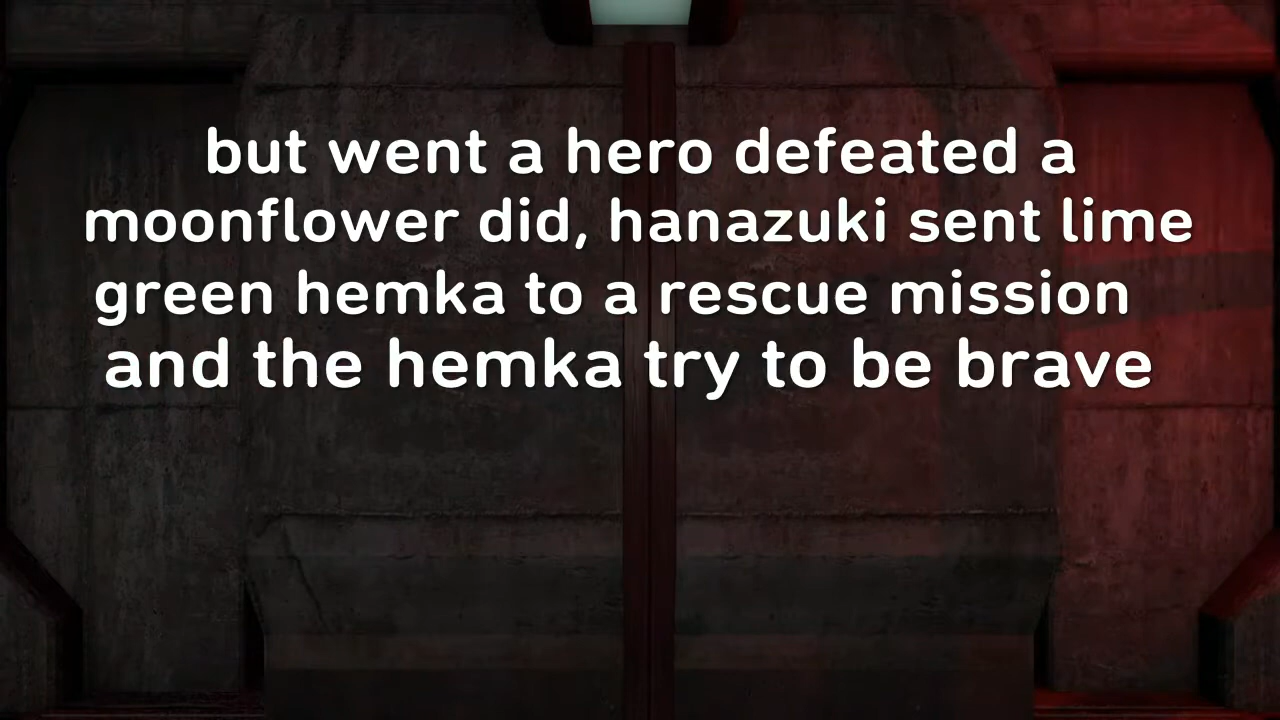 but went a hero defeated a
moonflower did, hanazuki sent lime
green hemka to a rescue mission
and the hemka try to be brave